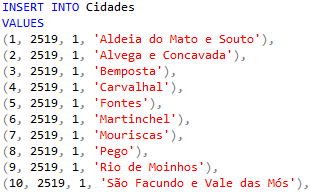 INSERT INTO Cidades
VALUES
(1, 2519, 1, 'Aldeia do Mato e Souto'),
(2, 2519, 1, 'Alvega e Concavada'),
(3, 2519, 1, 'Bemposta'),
(4, 2519, 1, 'Carvalhal'),
(5, 2519, 1, 'Fontes'),
(6, 2519, 1, 'Martinchel'),
(7, 2519, 1, 'Mouriscas'),
(8, 2519, 1, 'Pego'),
(9, 2519, 1, 'Rio de Moinhos'),
(10, 2519, 1, 'São Facundo e Vale das Mós'),